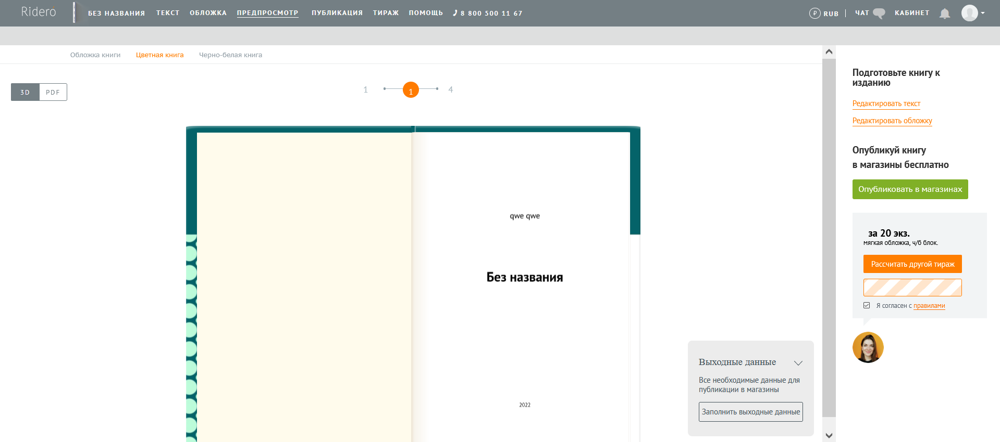 Ridero
БЕЗ НАЗВАНИЯ ТЕКСТ ОБЛОЖКА ПРЕДПРОСМОТР ПУБЛИКАЦИЯ ТИРАЖ ПОМОЩЬ 8 800 500 11 67
₽ RUB ЧАТ КАБИНЕТ
Обложка книги Цветная книга Черно-белая книга
3D PDF
1 1 4
qwe qwe
Без названия
2022
Выходные данные
Все необходимые данные для
публикации в магазины
Заполнить выходные данные
Подготовьте книгу к
изданию
Редактировать текст
Редактировать обложку
Опубликуй книгу
в магазины бесплатно
Опубликовать в магазинах
за 20 экз.
мягкая обложка, ч/б блок.
Рассчитать другой тираж
Я согласен с правилами